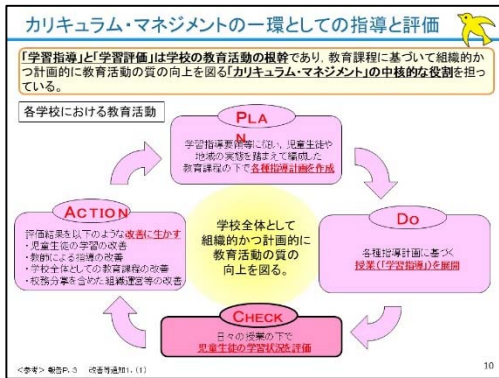 カリキュラム・マネジメントの一環としての指導と評価
「学習指導」と「学習評価」は学校の教育活動の根幹であり、教育課程に基づいて組織的か
つ計画的に教育活動の質の向上を図る「カリキュラム・マネジメント」の中核的な役割を担っ
ている。
各学校における教育活動
PLA
N
学習指導要領等に従い、児童生徒や
地域の実態を踏まえて編成した
教育課程の下で各種指導計画を作成
ACTION
評価結果を以下のような改善に生かす
・児童生徒の学習の改善
・教師による指導の改善
・学校全体としての教育課程の改善
・校務分掌を含めた組織運営等の改善
学校全体として
組織的かつ計画的に
教育活動の質の
向上を図る。
DO
各種指導計画に基づく
授業(「学習指導」)を展開
CHECK
日々の授業の下で
児童生徒の学習状況を評価
<参考> 報告P.3 改善等通知1.(1)
10